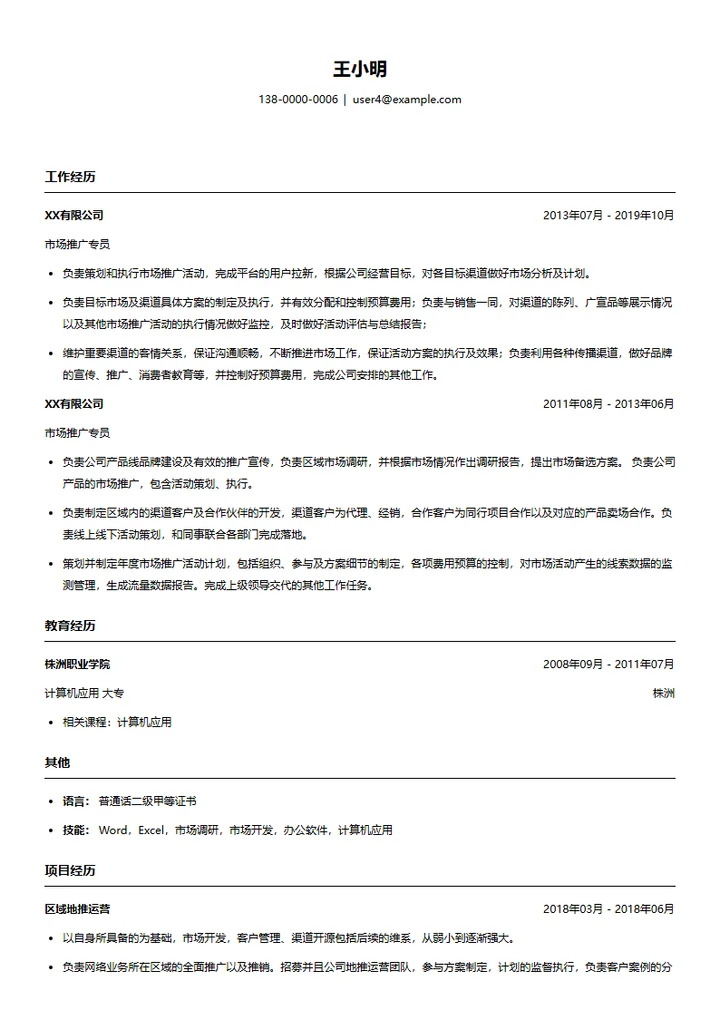 王小明
138-0000-0006 | user4@example.com
工作经历
XX有限公司 2013年07月 - 2019年10月
市场推广专员
• 负责策划和执行市场推广活动，完成平台的用户拉新，根据公司经营目标，对各目标渠道做好市场分析及计划。
• 负责目标市场及渠道具体方案的制定及执行，并有效分配和控制预算费用；负责与销售一同，对渠道的陈列、广宣品等展示情况
以及其他市场推广活动的执行情况做好监控，及时做好活动评估与总结报告；
• 维护重要渠道的客情关系，保证沟通顺畅，不断推进市场工作，保证活动方案的执行及效果；负责利用各种传播渠道，做好品牌
的宣传、推广、消费者教育等，并控制好预算费用，完成公司安排的其他工作。
XX有限公司 2011年08月 - 2013年06月
市场推广专员
• 负责公司产品线品牌建设及有效的推广宣传，负责区域市场调研，并根据市场情况作出调研报告，提出市场备选方案。 负责公司
产品的市场推广，包含活动策划、执行。
• 负责制定区域内的渠道客户及合作伙伴的开发，渠道客户为代理、经销，合作客户为同行项目合作以及对应的产品卖场合作。负
责线上线下活动策划，和同事联合各部门完成落地。
• 策划并制定年度市场推广活动计划，包括组织、参与及方案细节的制定，各项费用预算的控制，对市场活动产生的线索数据的监
测管理，生成流量数据报告。完成上级领导交代的其他工作任务。
教育经历
株洲职业学院 2008年09月 - 2011年07月
计算机应用 大专 株洲
• 相关课程：计算机应用
其他
• 语言： 普通话二级甲等证书
• 技能： Word，Excel，市场调研，市场开发，办公软件，计算机应用
项目经历
区域地推运营 2018年03月 - 2018年06月
• 以自身所具备的为基础，市场开发，客户管理、渠道开源包括后续的维系，从弱小到逐渐强大。
• 负责网络业务所在区域的全面推广以及推销。招募并且公司地推运营团队，参与方案制定，计划的监督执行，负责客户案例的分